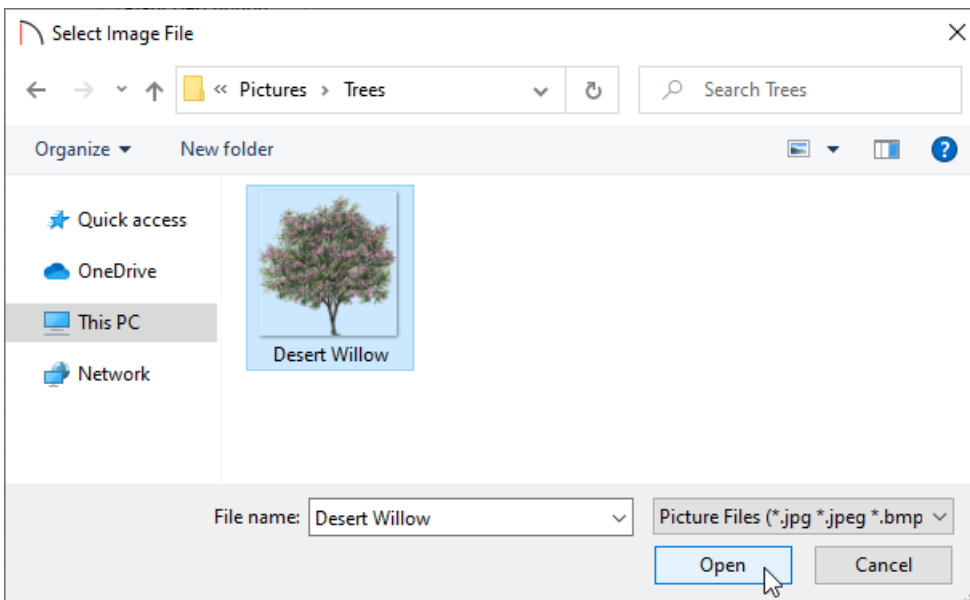 Select Image File
« Pictures › Trees
Search Trees
Organize
New folder
?
Quick access
OneDrive
This PC
Network
Desert Willow
File name: Desert Willow
Picture Files (*.jpg *.jpeg *.bmp
Open
Cancel